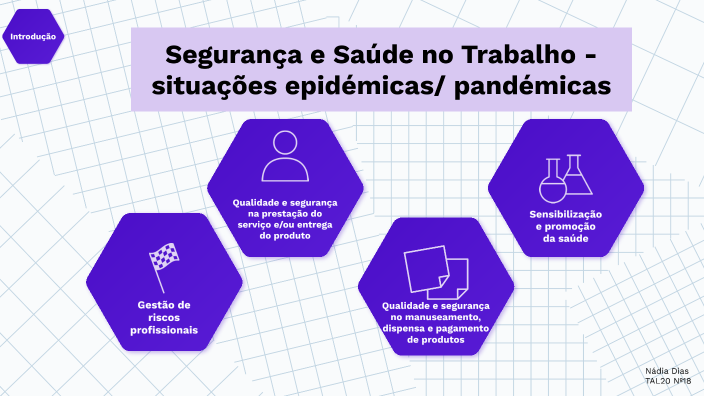 Introdução
Segurança e Saúde no Trabalho -
situações epidémicas/ pandémicas
Qualidade e segurança
na prestação do
serviço e/ou entrega
do produto
Sensibilização
e promoção
da saúde
Gestão de
riscos
profissionais
Qualidade e segurança
no manuseamento,
dispensa e pagamento
de produtos
Nádia Dias
TAL20 Nº18